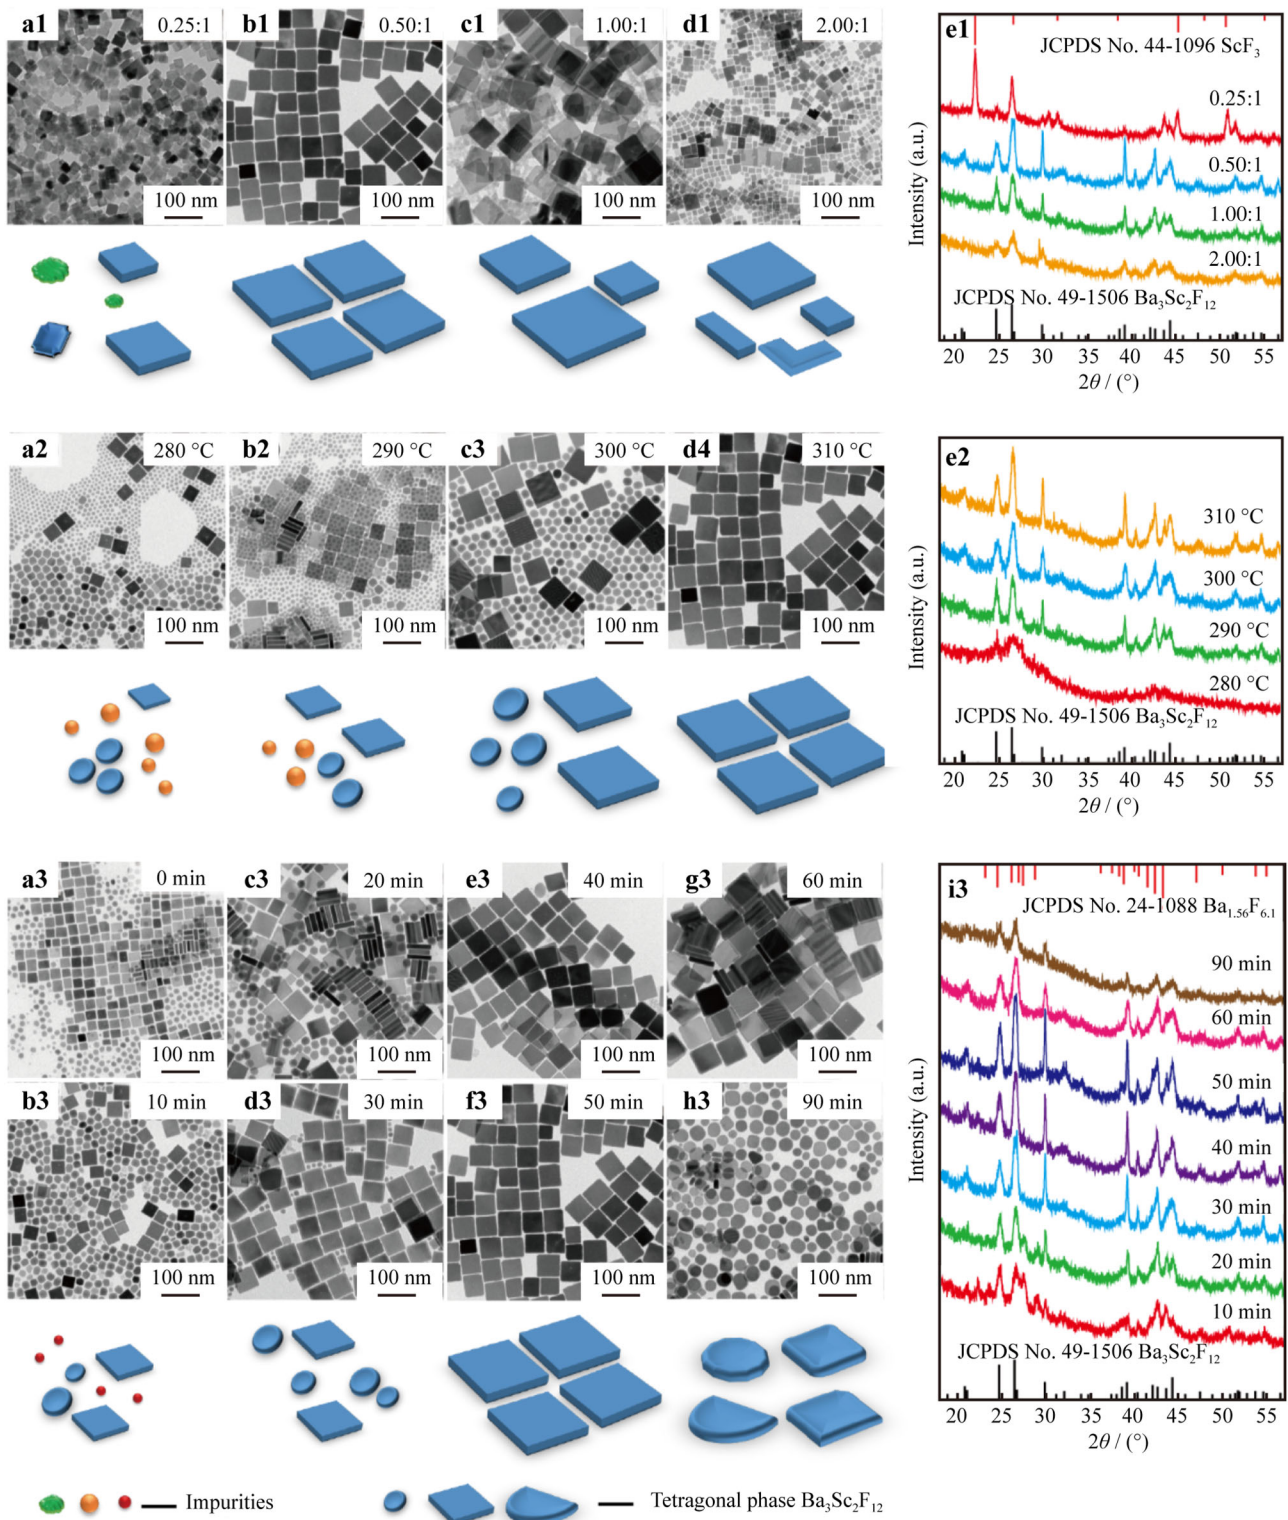 a1 0.25:1
b1 0.50:1
c1 1.00:1
d1 2.00:1
100 nm
100 nm
100 nm
100 nm
e1
JCPDS No. 44-1096 ScF₃
0.25:1
0.50:1
1.00:1
2.00:1
JCPDS No. 49-1506 Ba₃Sc₂F₁₂
Intensity (a.u.)
20 25 30 35 40 45 50 55
2θ / (°)
a2 280 °C
b2 290 °C
c3 300 °C
d4 310 °C
100 nm
100 nm
100 nm
100 nm
e2
310 °C
300 °C
290 °C
280 °C
JCPDS No. 49-1506 Ba₃Sc₂F₁₂
Intensity (a.u.)
20 25 30 35 40 45 50 55
2θ / (°)
a3 0 min
c3 20 min
e3 40 min
g3 60 min
100 nm
100 nm
100 nm
100 nm
b3 10 min
d3 30 min
f3 50 min
h3 90 min
100 nm
100 nm
100 nm
100 nm
i3
JCPDS No. 24-1088 Ba₁.₅₆F₆.₁
90 min
60 min
50 min
40 min
30 min
20 min
10 min
JCPDS No. 49-1506 Ba₃Sc₂F₁₂
Intensity (a.u.)
20 25 30 35 40 45 50 55
2θ / (°)
Impurities
Tetragonal phase Ba₃Sc₂F₁₂